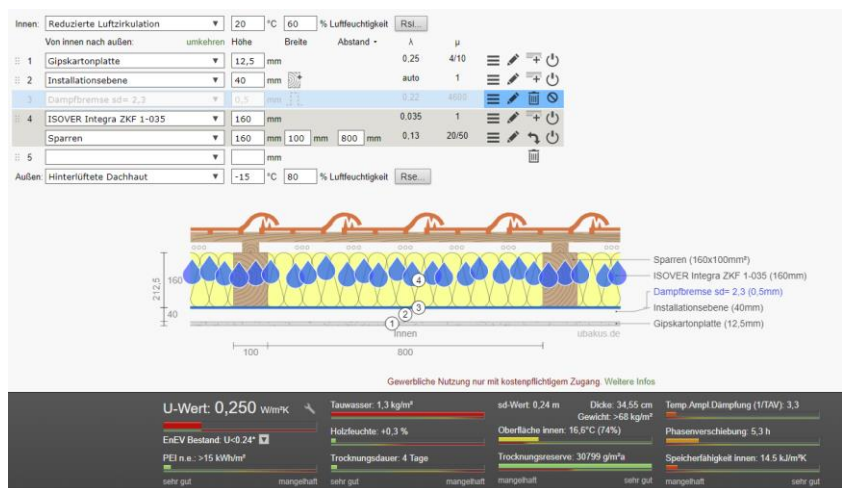 Innen: Reduzierte Luftzirkulation 20 °C 60 % Luftfeuchtigkeit Rsi...
Von innen nach außen: umkehren Höhe Breite Abstand λ μ
1 Gipskartonplatte 12,5 mm 0,25 4/10
2 Installationsebene 40 mm auto 1
3 Dampfbremse sd= 2,3 0,5 mm 0,22
4 ISOVER Integra ZKF 1-035 160 mm 0,035 1
Sparren 160 mm 100 mm 800 mm 0,13 20/50
5 mm
Außen: Hinterlüftete Dachhaut -15 °C 80 % Luftfeuchtigkeit Rse...
Sparren (160x100mm²)
ISOVER Integra ZKF 1-035 (160mm)
Dampfbremse sd= 2,3 (0,5mm)
Installationsebene (40mm)
Gipskartonplatte (12,5mm)
212,5
160
40
4
3
2
1
Innen
ubakus.de
100 800
Gewerbliche Nutzung nur mit kostenpflichtigem Zugang. Weitere Infos
U-Wert: 0,250 W/m²K
EnEV Bestand: U<0.24*
PEI n.e.: >15 kWh/m²
sehr gut mangelhaft
Tauwasser: 1,3 kg/m²
Holzfeuchte: +0,3 %
Trocknungsdauer: 4 Tage
sehr gut mangelhaft
sd-Wert: 0,24 m Dicke: 34,55 cm
Gewicht: >68 kg/m²
Oberfläche innen: 16,6°C (74%)
Trocknungsreserve: 30799 g/m²a
mangelhaft sehr gut
Temp.Ampl.Dämpfung (1/TAV): 3,3
Phasenverschiebung: 5,3 h
Speicherfähigkeit innen: 14.5 kJ/m²K
mangelhaft sehr gut